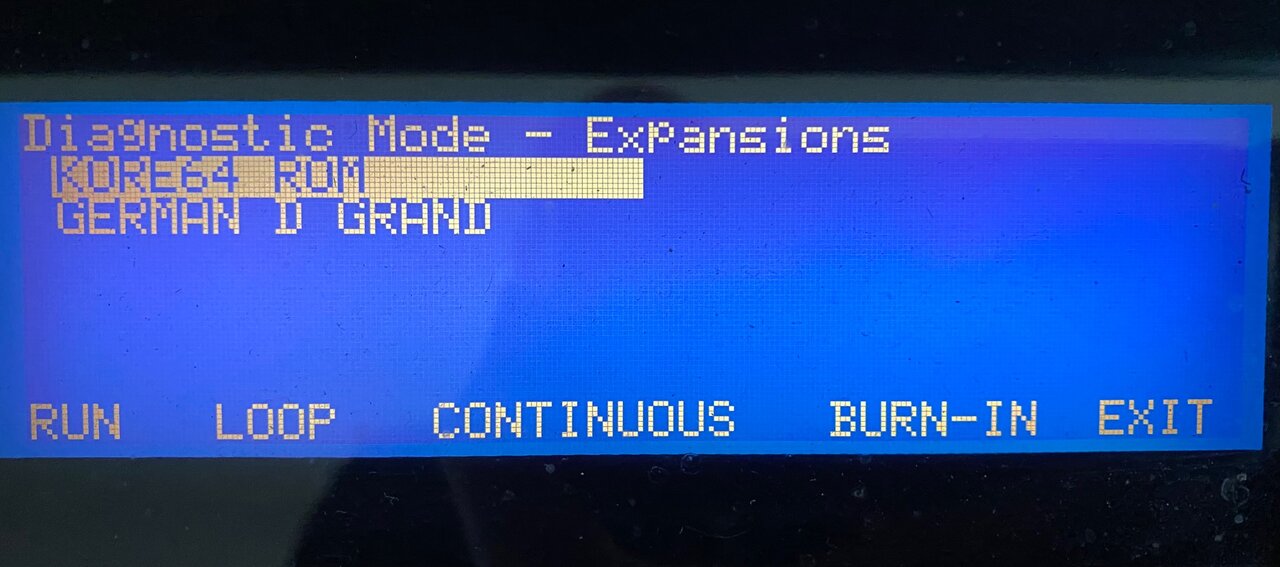 Diagnostic Mode - Expansions
KORE64 ROM
GERMAN D GRAND
RUN LOOP CONTINUOUS BURN-IN EXIT